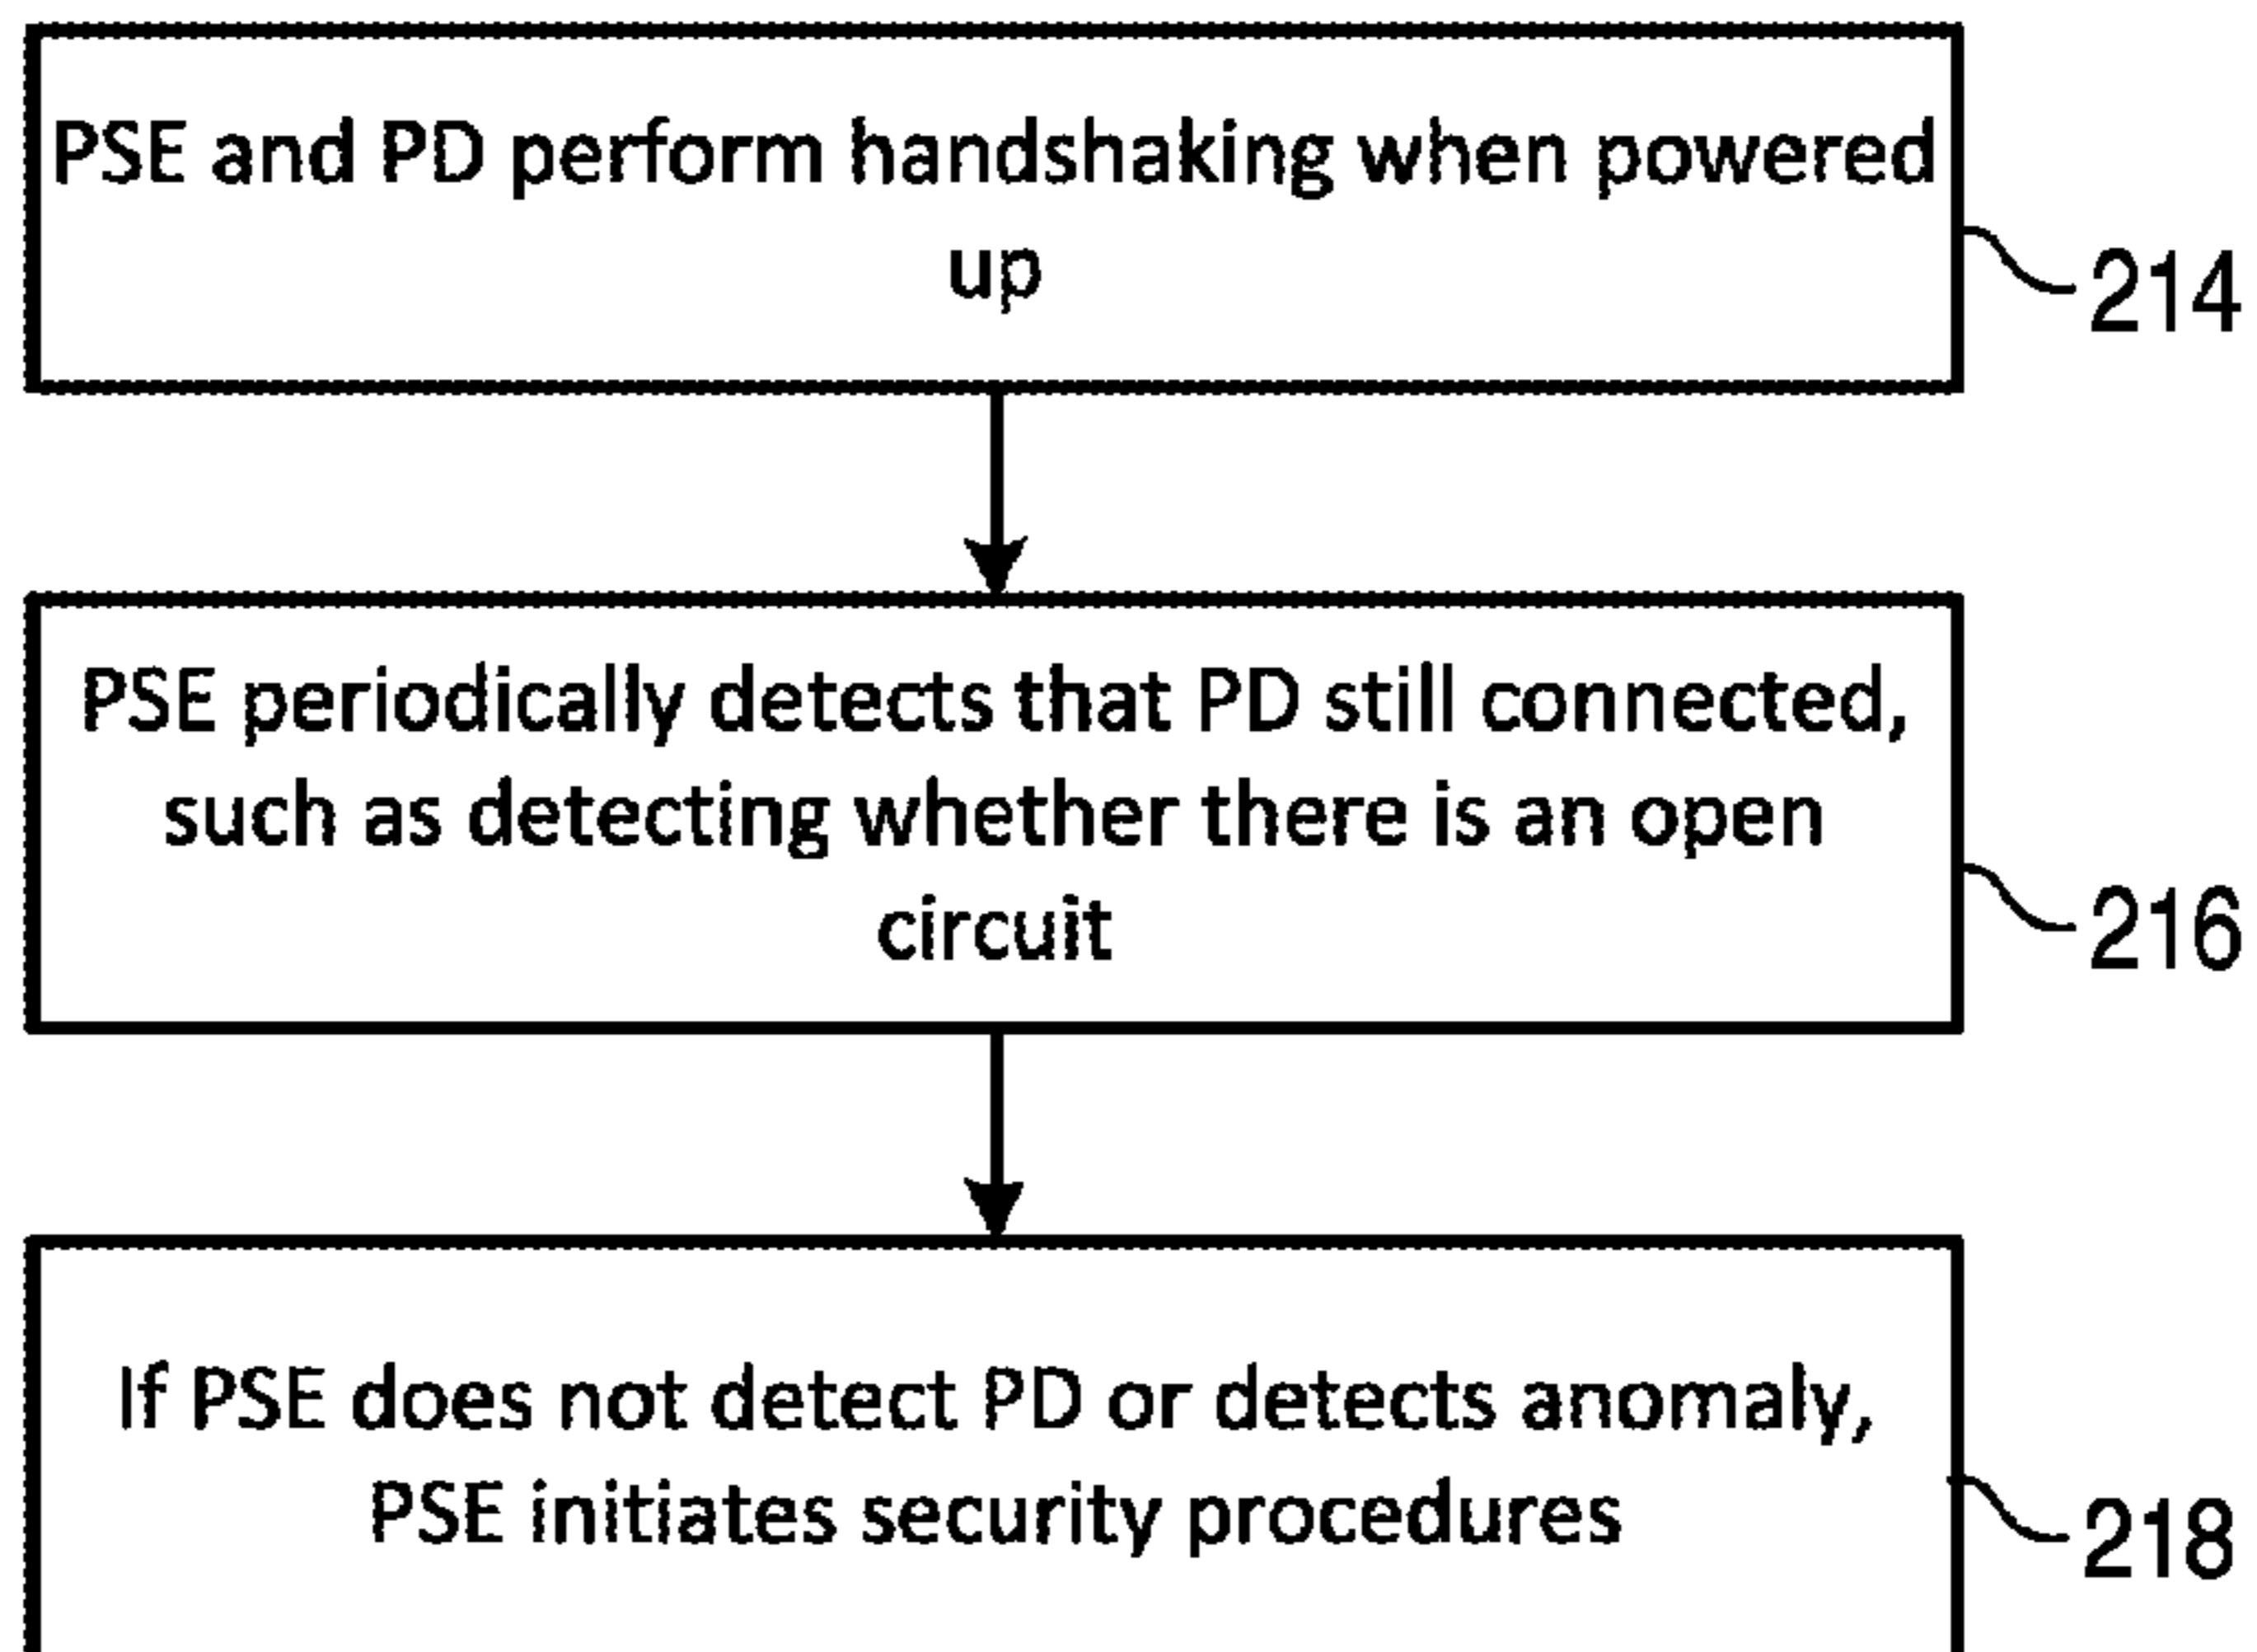 PSE and PD perform handshaking when powered
up
214
PSE periodically detects that PD still connected,
such as detecting whether there is an open
circuit
216
If PSE does not detect PD or detects anomaly,
PSE initiates security procedures
218